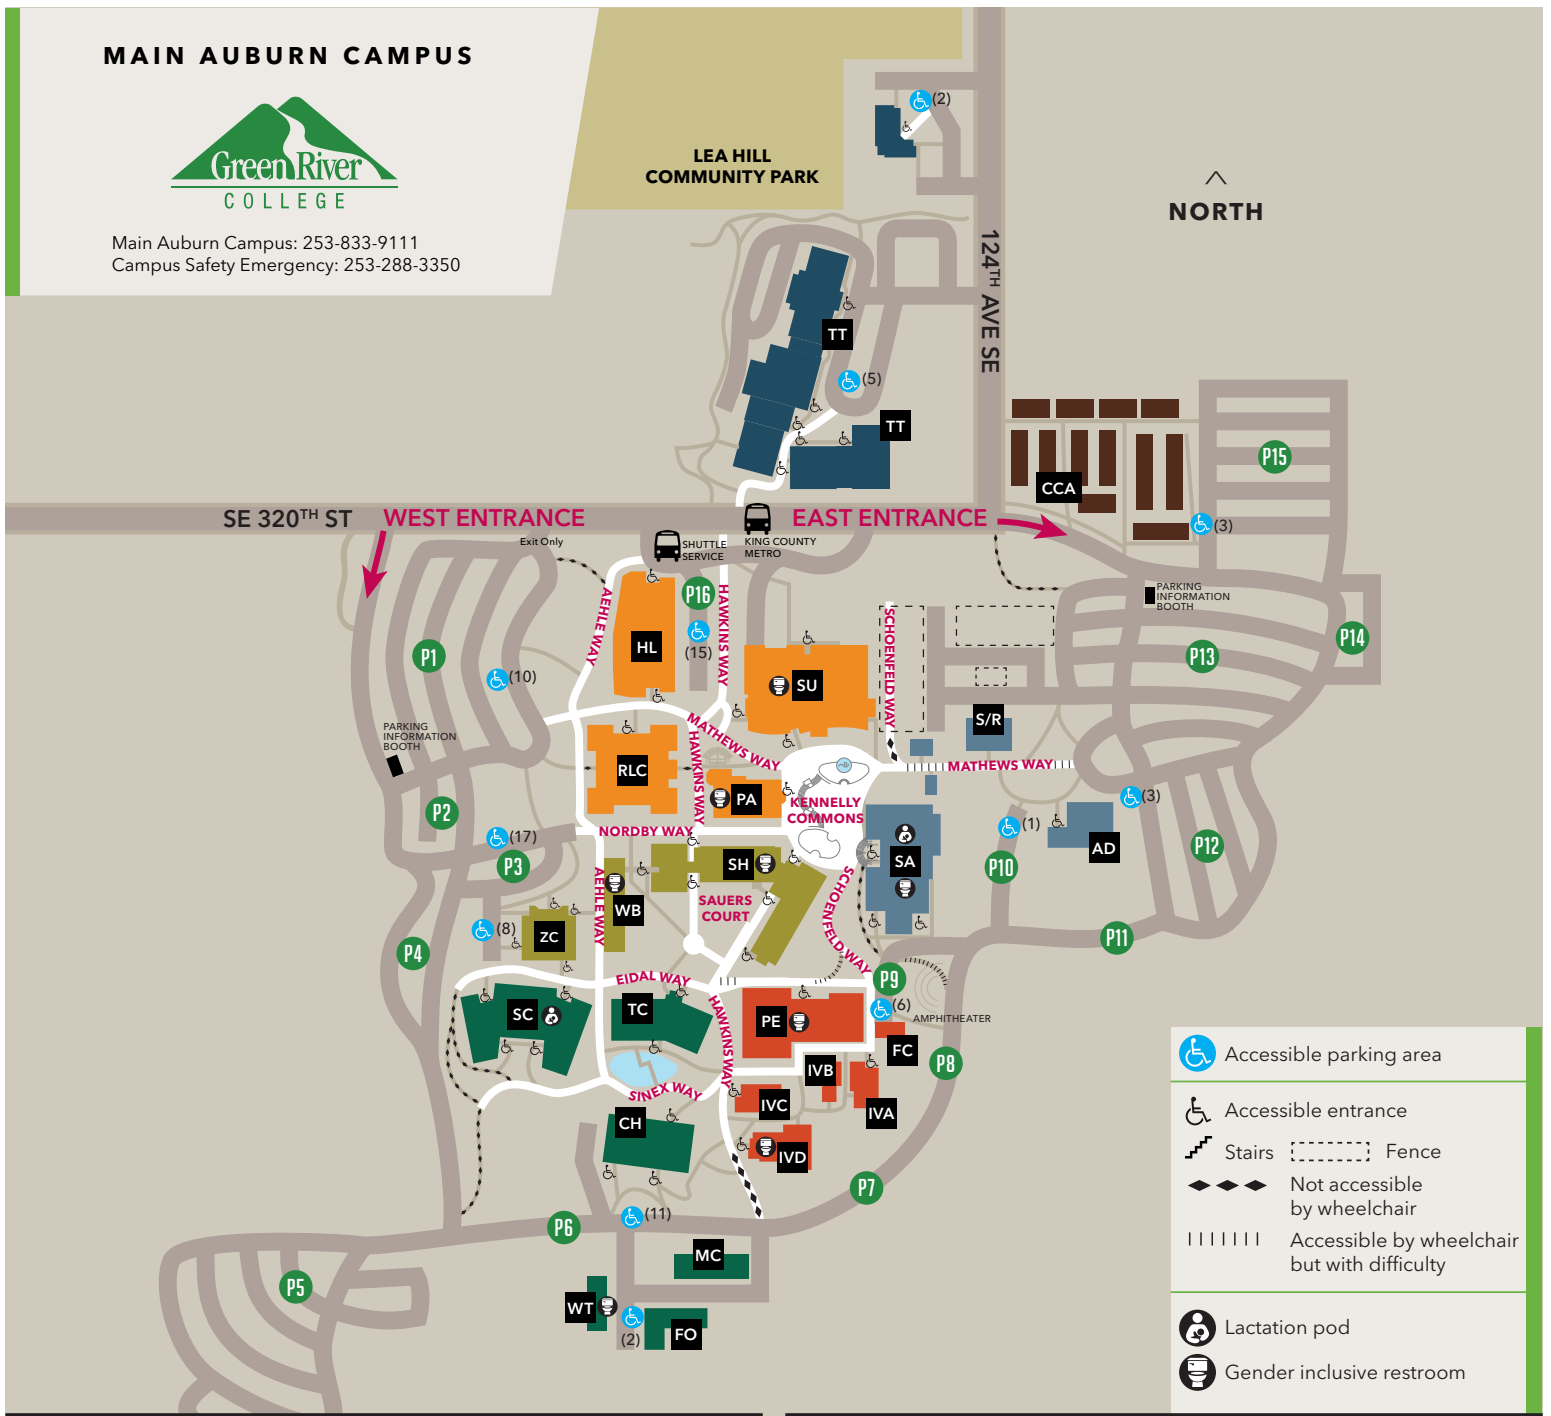 MAIN AUBURN CAMPUS
Green River
COLLEGE
Main Auburn Campus: 253-833-9111
Campus Safety Emergency: 253-288-3350
LEA HILL
COMMUNITY PARK
(2)
NORTH
124TH AVE SE
TT
(5)
TT
CCA
P15
(3)
SE 320TH ST
WEST ENTRANCE
EAST ENTRANCE
Exit Only
SHUTTLE
SERVICE
KING COUNTY
METRO
PARKING
INFORMATION
BOOTH
AEHLE WAY
HL
P16
(15)
HAWKINS WAY
SCHOENFELD WAY
P1
(10)
SU
P13
P14
S/R
PARKING
INFORMATION
BOOTH
MATHEWS WAY
HAWKINS WAY
RLC
PA
MATHEWS WAY
KENNELLY
COMMONS
P2
(17)
P3
NORDBY WAY
SH
SA
(1)
(3)
AD
P10
P12
AEHLE WAY
WB
SAUERS
COURT
SCHOENFELD WAY
(8)
ZC
P4
P11
EIDAL WAY
P9
(6)
AMPHITHEATER
SC
TC
HAWKINS WAY
PE
FC
P8
IVB
SINEX WAY
IVC
IVA
CH
IVD
P7
(11)
P6
MC
P5
WT
(2)
FO
Accessible parking area
Accessible entrance
Stairs
Fence
Not accessible
by wheelchair
Accessible by wheelchair
but with difficulty
Lactation pod
Gender inclusive restroom